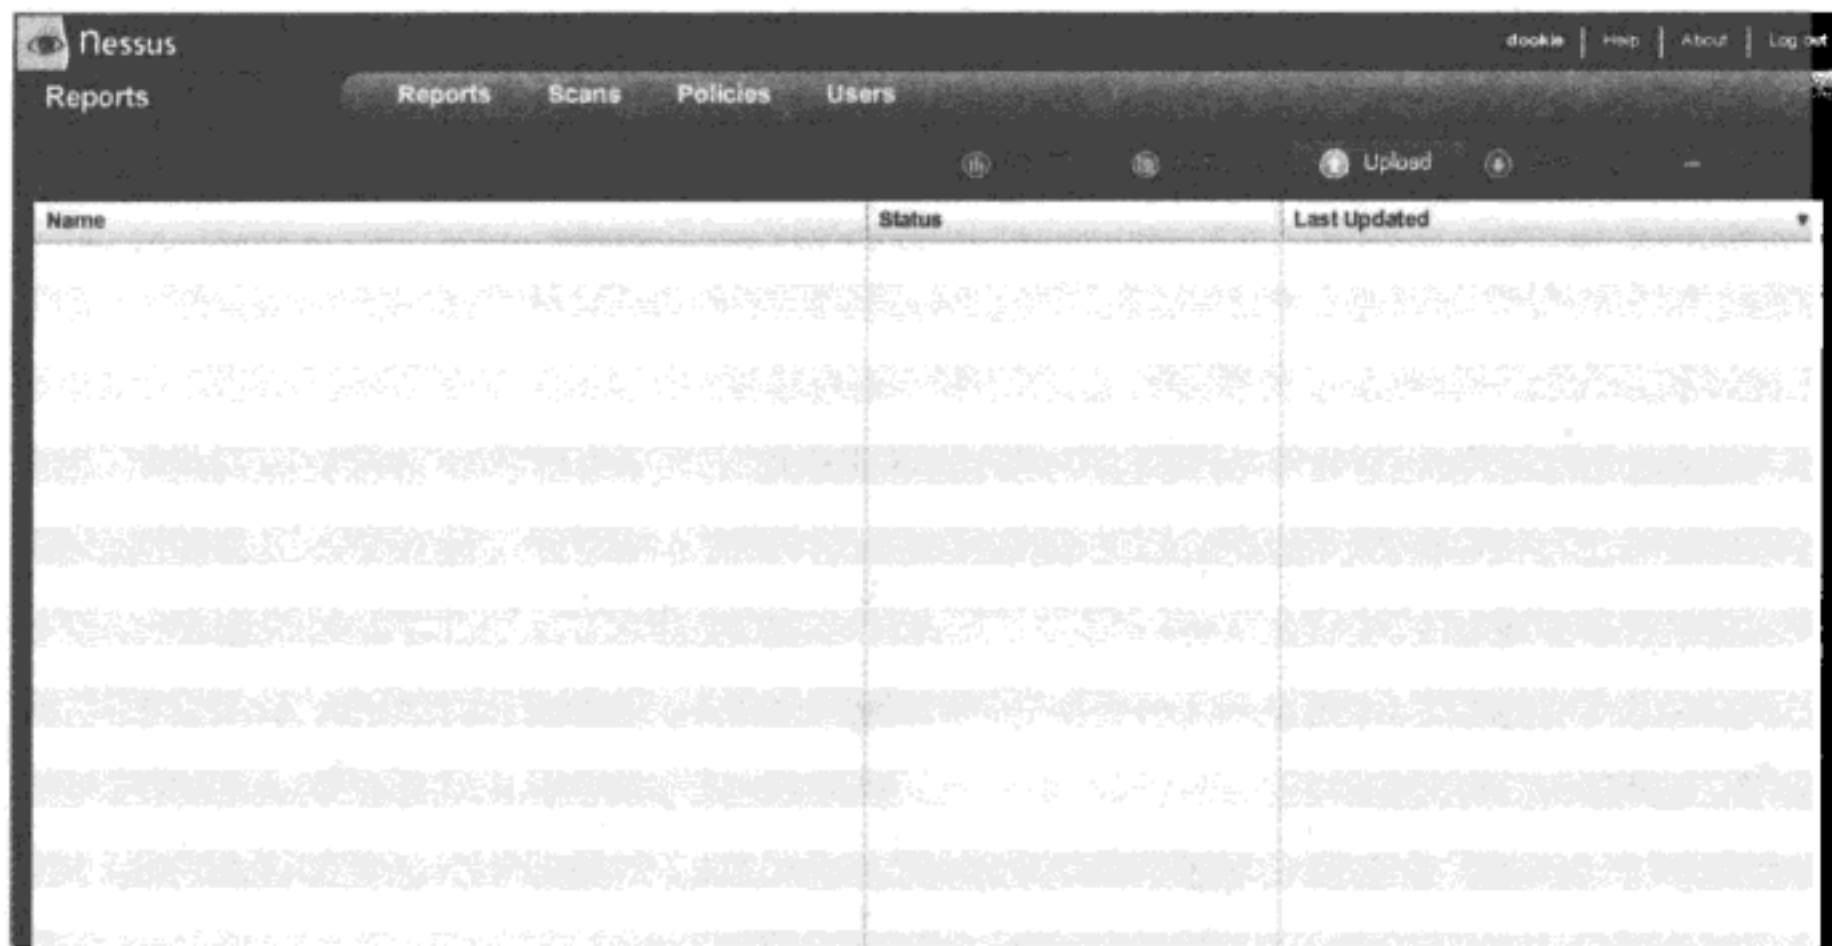 nessus
dookie | Help | About | Log out
Reports
Reports Scans Policies Users
Upload
Name Status Last Updated